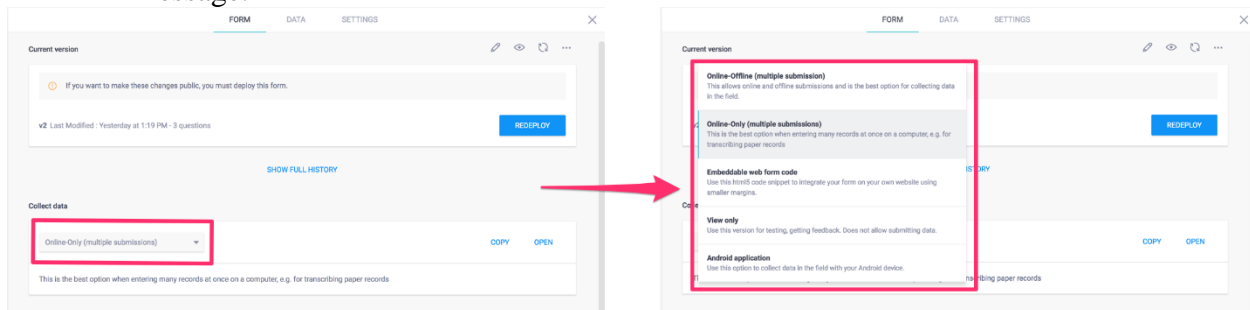 FORM DATA SETTINGS
Current version
If you want to make these changes public, you must deploy this form.
v2 Last Modified : Yesterday at 1:19 PM - 3 questions
REDEPLOY
SHOW FULL HISTORY
Collect data
Online-Only (multiple submissions)
COPY OPEN
This is the best option when entering many records at once on a computer, e.g. for transcribing paper records
FORM DATA SETTINGS
Current version
Online-Offline (multiple submission)
This allows online and offline submissions and is the best option for collecting data
in the field.
Online-Only (multiple submissions)
This is the best option when entering many records at once on a computer, e.g. for
transcribing paper records
REDEPLOY
Embeddable web form code
Use this html5 code snippet to integrate your form on your own website using
smaller margins.
View only
Use this version for testing, getting feedback. Does not allow submitting data.
COPY OPEN
Android application
Use this option to collect data in the field with your Android device.
nscribing paper records